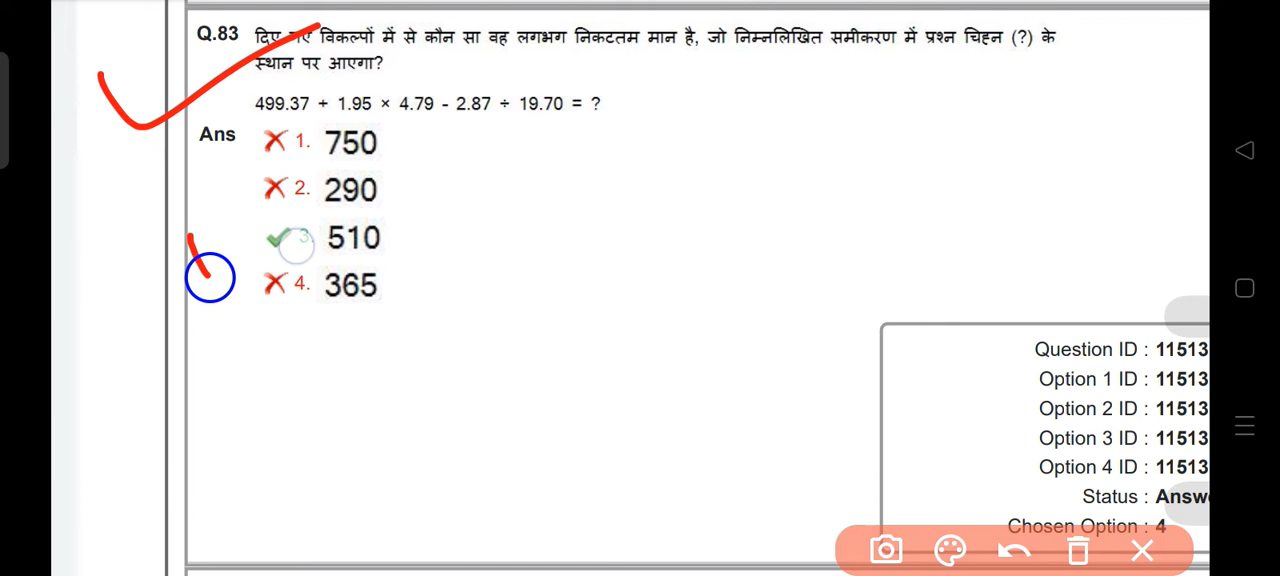 Q.83 दिए गए विकल्पों में से कौन सा वह लगभग निकटतम मान है, जो निम्नलिखित समीकरण में प्रश्न चिह्न (?) के
स्थान पर आएगा?
499.37 + 1.95 × 4.79 - 2.87 ÷ 19.70 = ?
Ans 1. 750
2. 290
3. 510
4. 365
Question ID : 11513
Option 1 ID : 11513
Option 2 ID : 11513
Option 3 ID : 11513
Option 4 ID : 11513
Status : Answ
Chosen Option : 4